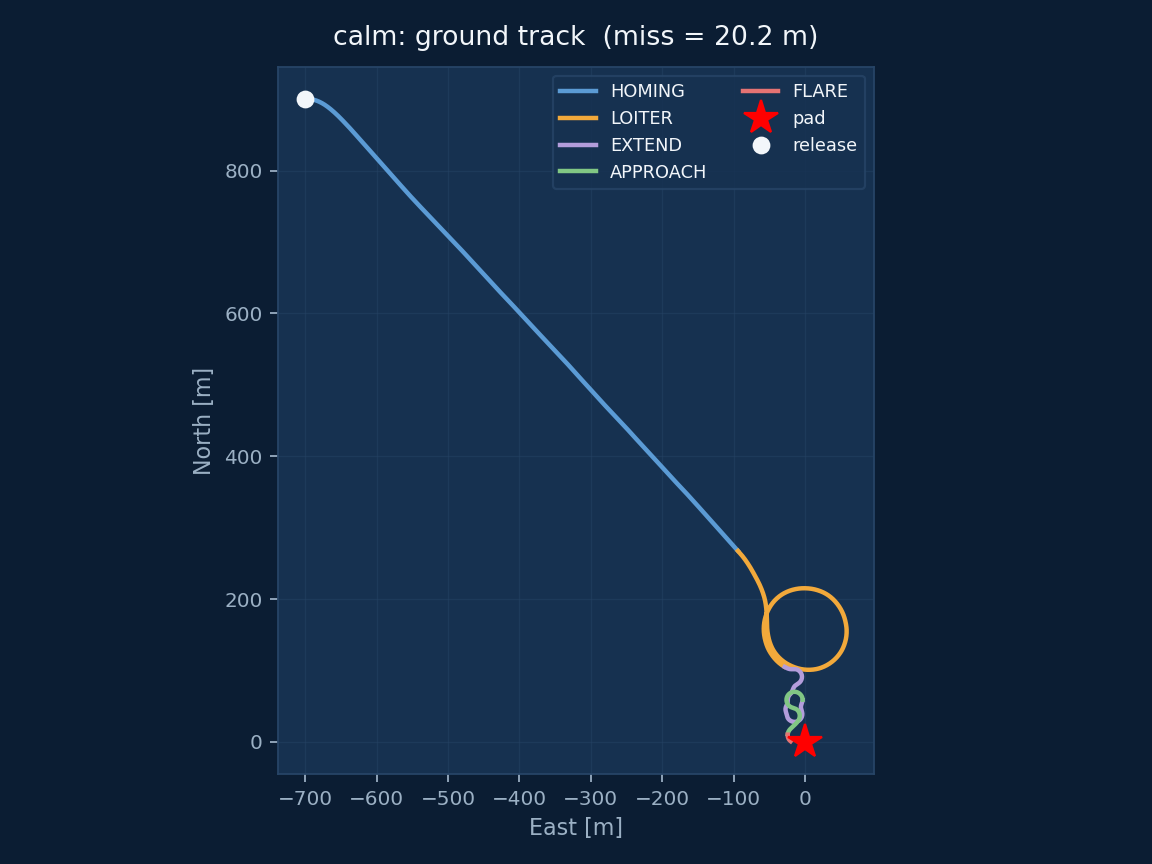 calm: ground track  (miss = 20.2 m)
HOMING
LOITER
EXTEND
APPROACH
FLARE
pad
release
North [m]
800
600
400
200
0
−700 −600 −500 −400 −300 −200 −100 0
East [m]